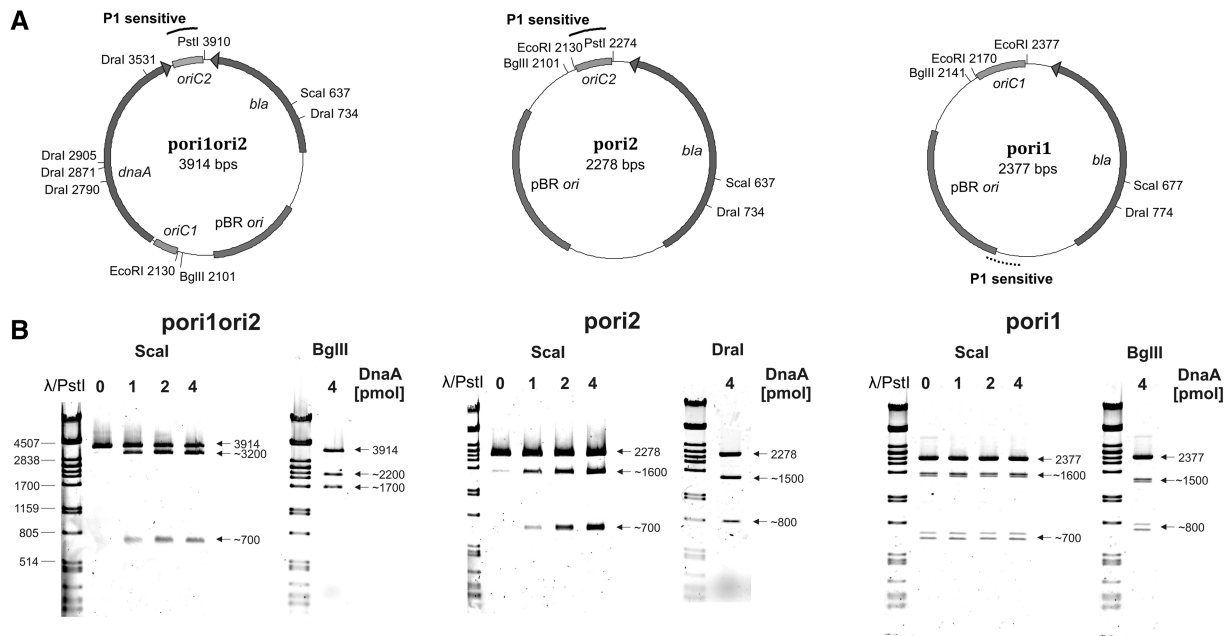 A
P1 sensitive
PstI 3910
DraI 3531
oriC2
bla
ScaI 637
DraI 734
pori1ori2
3914 bps
DraI 2905
DraI 2871
DraI 2790
dnaA
pBR ori
oriC1
EcoRI 2130
BglII 2101
P1 sensitive
EcoRI 2130
PstI 2274
BglII 2101
oriC2
pori2
2278 bps
bla
pBR ori
ScaI 637
DraI 734
EcoRI 2377
EcoRI 2170
BglII 2141
oriC1
pori1
2377 bps
bla
pBR ori
ScaI 677
DraI 774
P1 sensitive
B
pori1ori2
ScaI
BglII
λ/PstI 0 1 2 4
4 DnaA
[pmol]
4507
2838
1700
1159
805
514
3914
~3200
~700
3914
~2200
~1700
pori2
ScaI
DraI
λ/PstI 0 1 2 4
4 DnaA
[pmol]
2278
~1600
~700
2278
~1500
~800
pori1
ScaI
BglII
λ/PstI 0 1 2 4
4 DnaA
[pmol]
2377
~1600
~700
2377
~1500
~800